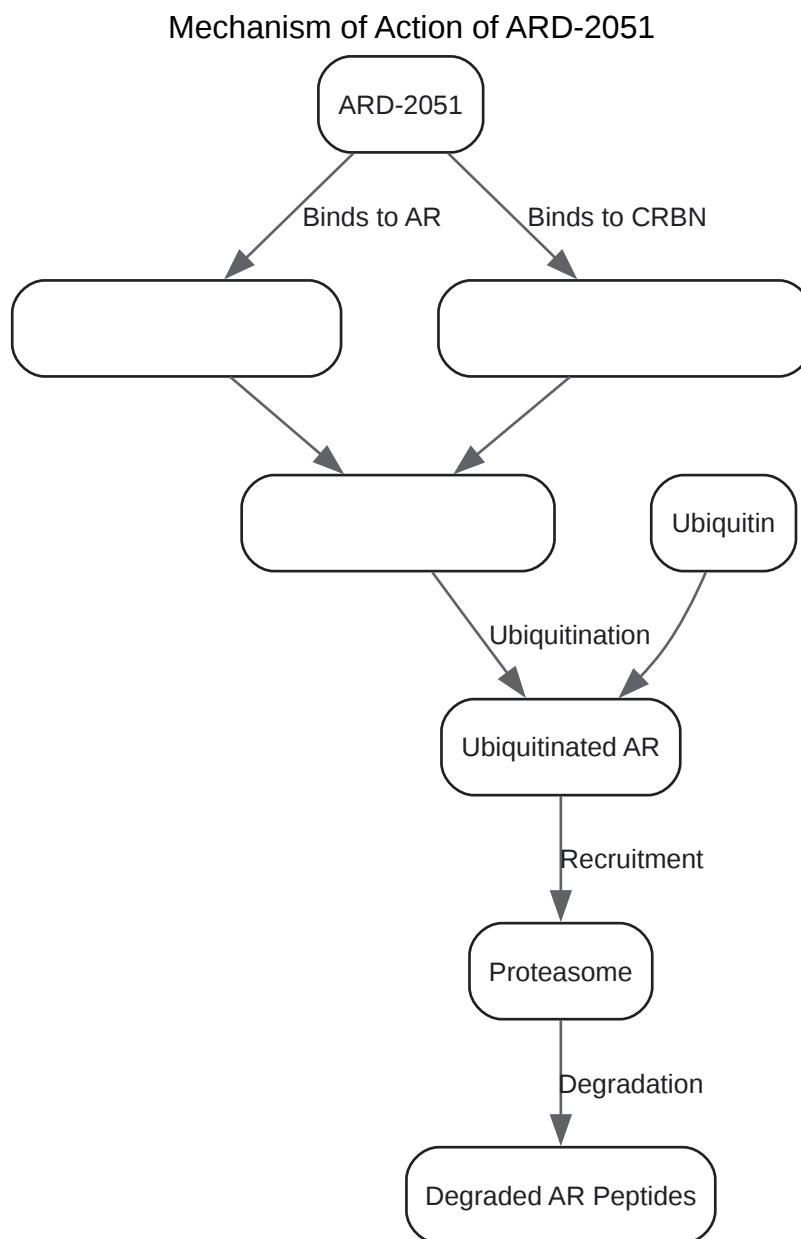 Mechanism of Action of ARD-2051
ARD-2051
Binds to AR
Binds to CRBN
Ubiquitin
Ubiquitination
Ubiquitinated AR
Recruitment
Proteasome
Degradation
Degraded AR Peptides